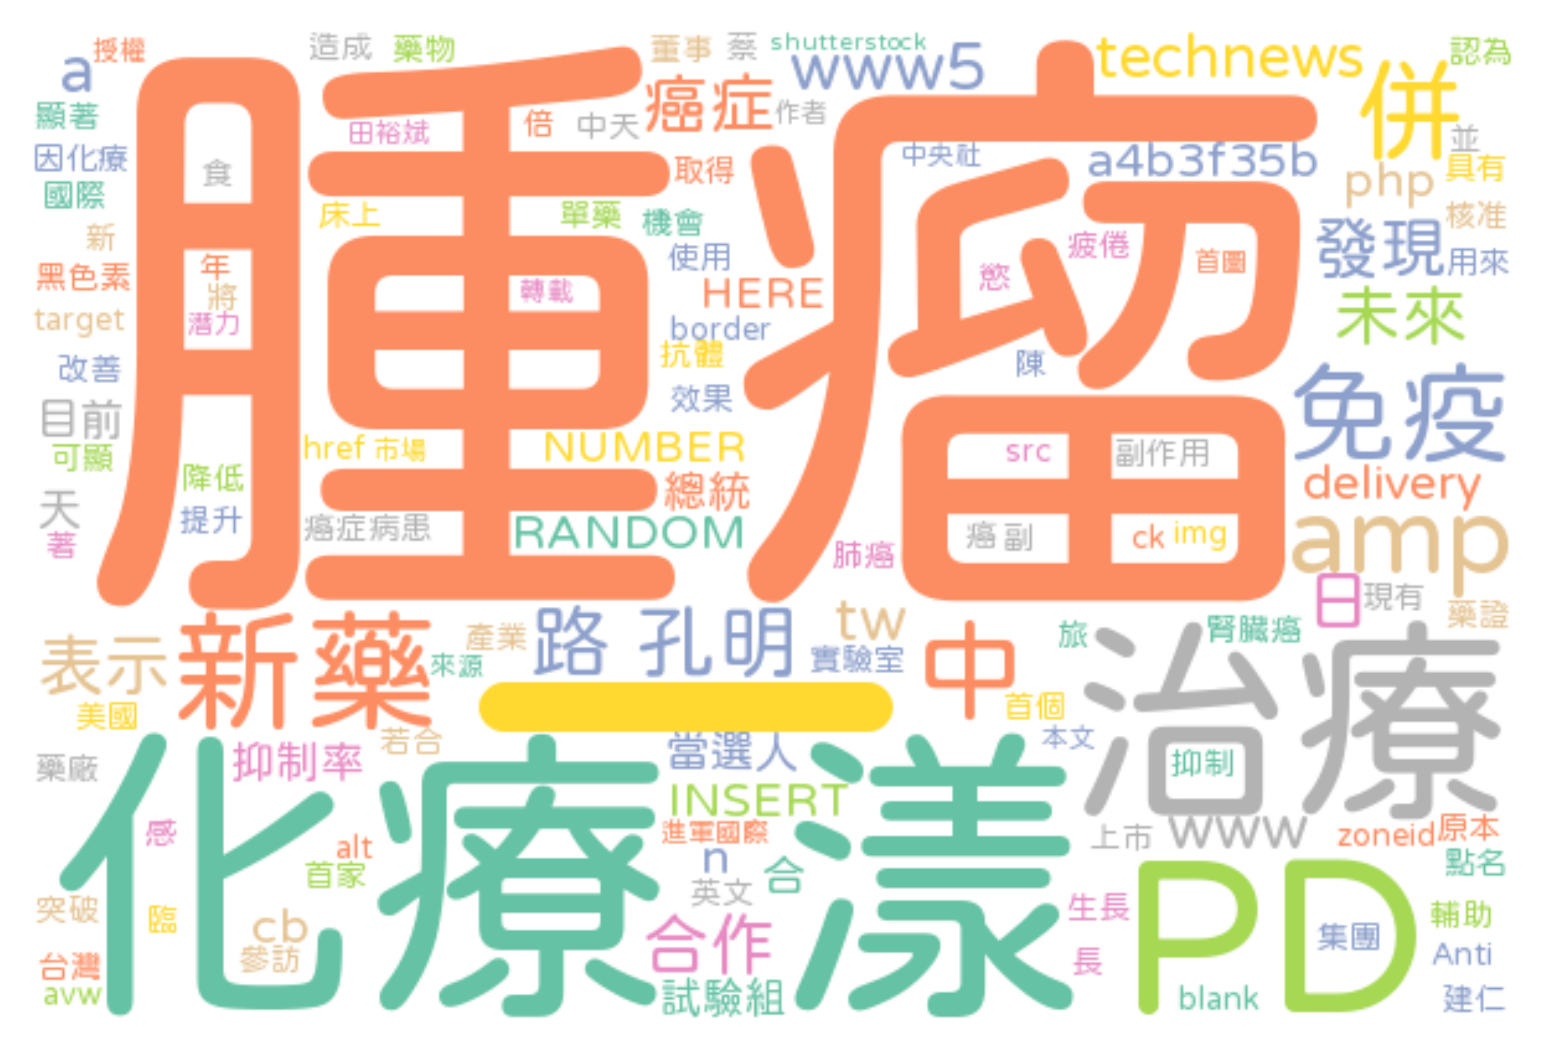 授權
a
造成
藥物
董事
蔡
shutterstock
www5
technews
認為
併
顯著
田裕斌
倍
中天
癌症
作者
並
因化療
食
取得
中央社
a4b3f35b
具有
php
國際
床上
單藥
機會
核准
腫瘤
新
使用
疲倦
發現
用來
黑色素
年
將
轉載
HERE
慾
首圖
target
潛力
border
未來
改善
抗體
陳
效果
免疫
目前
可顯
href
市場
NUMBER
src
副作用
降低
總統
delivery
天
提升
癌症病患
RANDOM
癌
副
ck
img
amp
著
肺癌
日
現有
藥證
表示
新藥
產業
來源
路
孔明
tw
實驗室
中
旅
腎臟癌
治療
美國
一
首個
藥廠
抑制率
若合
當選人
本文
抑制
化療
漾
INSERT
感
alt
進軍國際
上市
www
zoneid
原本
首家
n
合
點名
英文
PD
突破
臨
cb
參訪
合作
生長
集團
輔助
台灣
長
Anti
avw
試驗組
blank
建仁